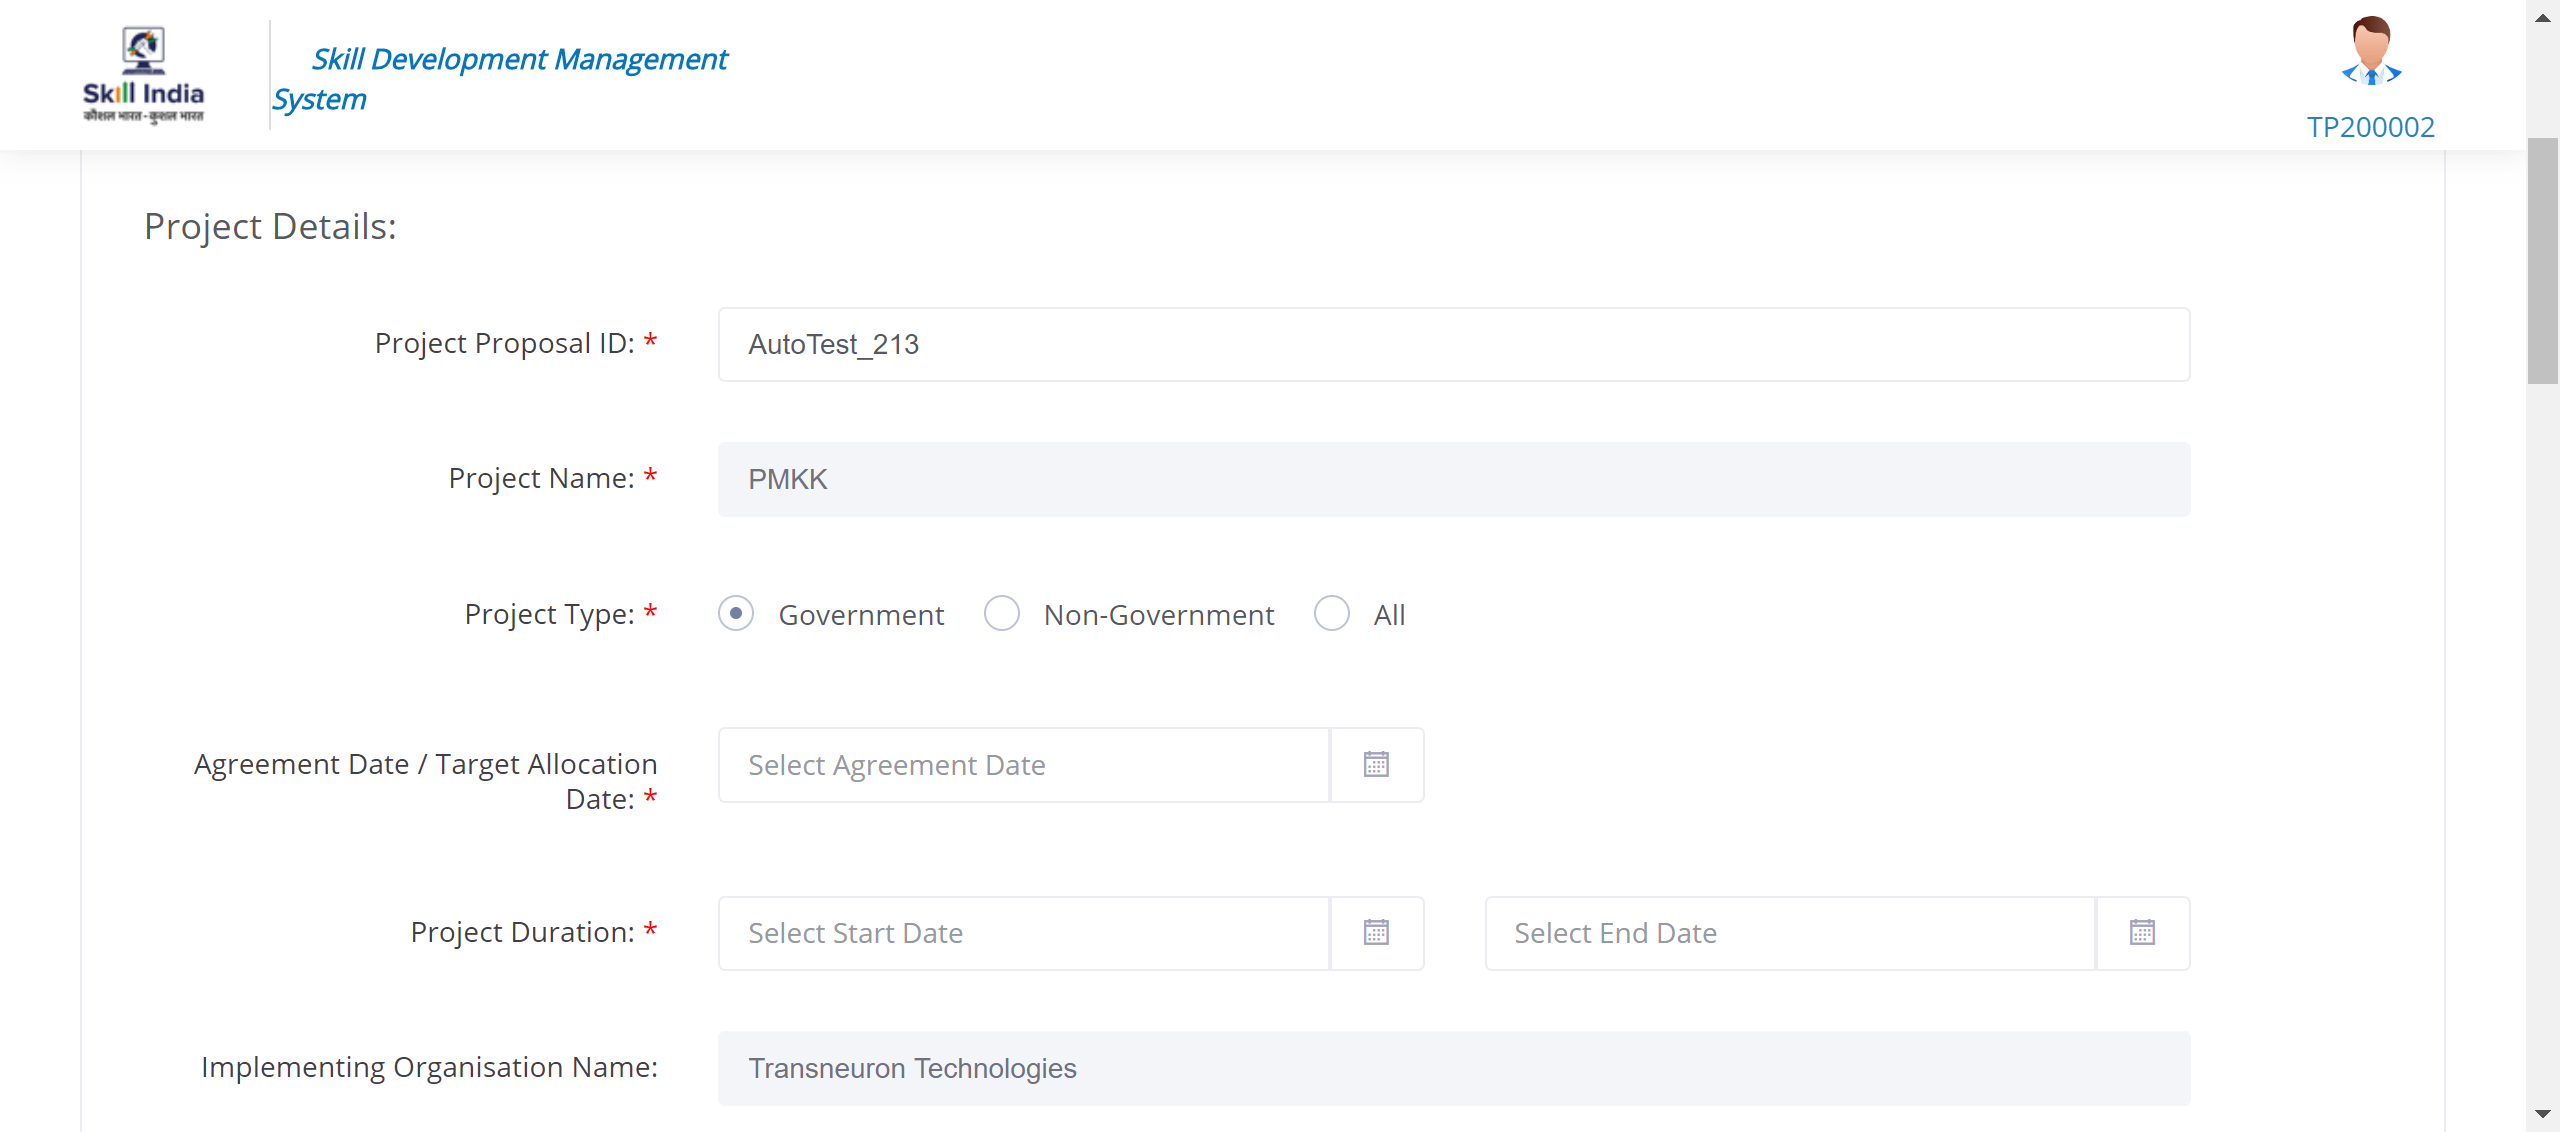 Skill India
कौशल भारत - कुशल भारत
Skill Development Management
System
TP200002
Project Details:
Project Proposal ID: *
AutoTest_213
Project Name: *
PMKK
Project Type: *
Government
Non-Government
All
Agreement Date / Target Allocation
Date: *
Select Agreement Date
Project Duration: *
Select Start Date
Select End Date
Implementing Organisation Name:
Transneuron Technologies